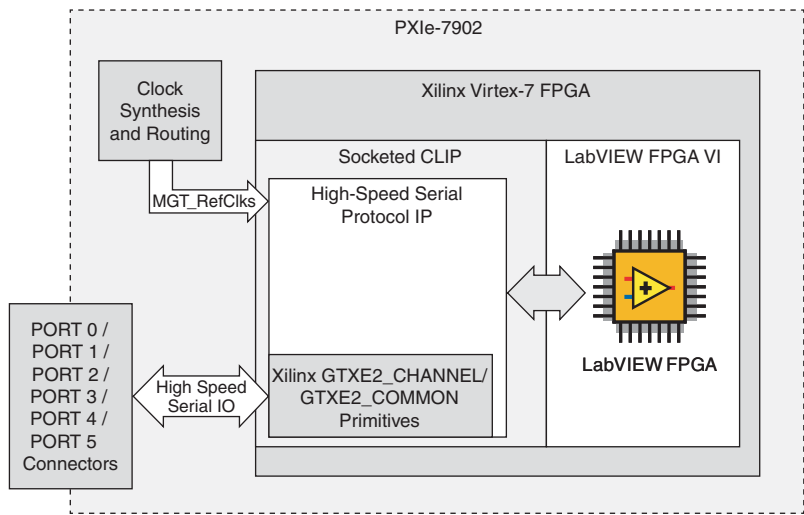 PXIe-7902
Clock
Synthesis
and Routing
Xilinx Virtex-7 FPGA
Socketed CLIP
LabVIEW FPGA VI
MGT_RefClks
High-Speed Serial
Protocol IP
LabVIEW FPGA
PORT 0 /
PORT 1 /
PORT 2 /
PORT 3 /
PORT 4 /
PORT 5
Connectors
High Speed
Serial IO
Xilinx GTXE2_CHANNEL/
GTXE2_COMMON
Primitives